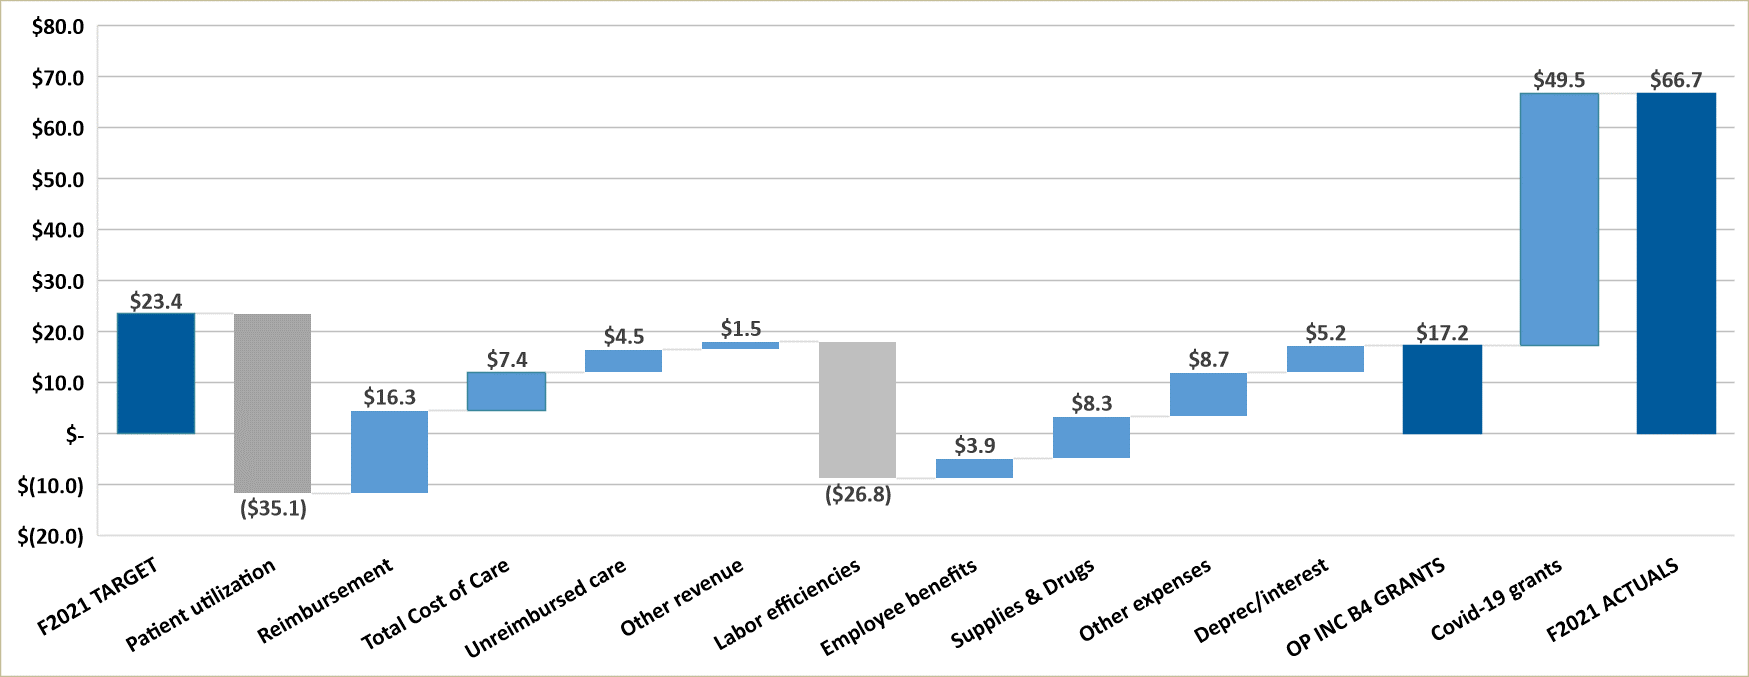 $80.0
$70.0
$60.0
$50.0
$40.0
$30.0
$20.0
$10.0
$-
$(10.0)
$(20.0)
$23.4
($35.1)
$16.3
$7.4
$4.5
$1.5
($26.8)
$3.9
$8.3
$8.7
$5.2
$17.2
$49.5
$66.7
F2021 TARGET
Patient utilization
Reimbursement
Total Cost of Care
Unreimbursed care
Other revenue
Labor efficiencies
Employee benefits
Supplies & Drugs
Other expenses
Deprec/interest
OP INC B4 GRANTS
Covid-19 grants
F2021 ACTUALS